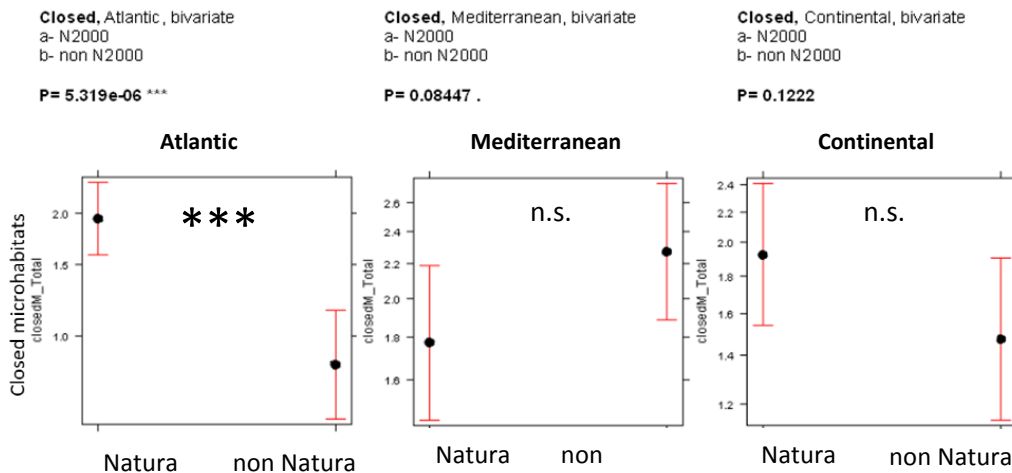 Closed, Atlantic, bivariate
a- N2000
b- non N2000
P= 5.319e-06 ***
Closed, Mediterranean, bivariate
a- N2000
b- non N2000
P= 0.08447 .
Closed, Continental, bivariate
a- N2000
b- non N2000
P= 0.1222
Atlantic
Closed microhabitats
closedM_Total
2.0
1.5
1.0
***
Natura non Natura
Mediterranean
closedM_Total
2.6
2.4
2.2
2.0
1.8
1.6
n.s.
Natura non
Continental
closedM_Total
2.4
2.2
2.0
1.8
1.6
1.4
1.2
n.s.
Natura non Natura